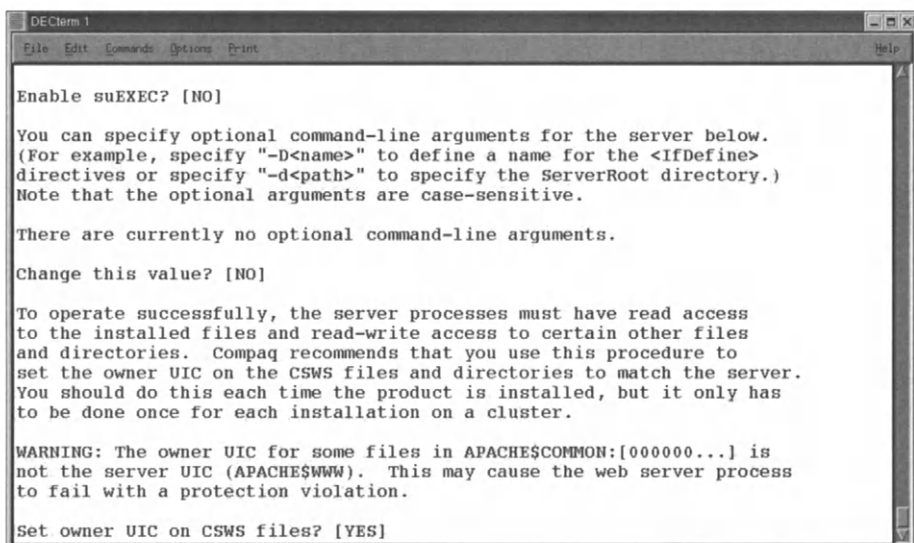 DECterm 1
File Edit Commands Options Print Help
Enable suEXEC? [NO]
You can specify optional command-line arguments for the server below.
(For example, specify "-D<name>" to define a name for the <IfDefine>
directives or specify "-d<path>" to specify the ServerRoot directory.)
Note that the optional arguments are case-sensitive.
There are currently no optional command-line arguments.
Change this value? [NO]
To operate successfully, the server processes must have read access
to the installed files and read-write access to certain other files
and directories.  Compaq recommends that you use this procedure to
set the owner UIC on the CSWS files and directories to match the server.
You should do this each time the product is installed, but it only has
to be done once for each installation on a cluster.
WARNING: The owner UIC for some files in APACHE$COMMON:[000000...] is
not the server UIC (APACHE$WWW).  This may cause the web server process
to fail with a protection violation.
Set owner UIC on CSWS files? [YES]